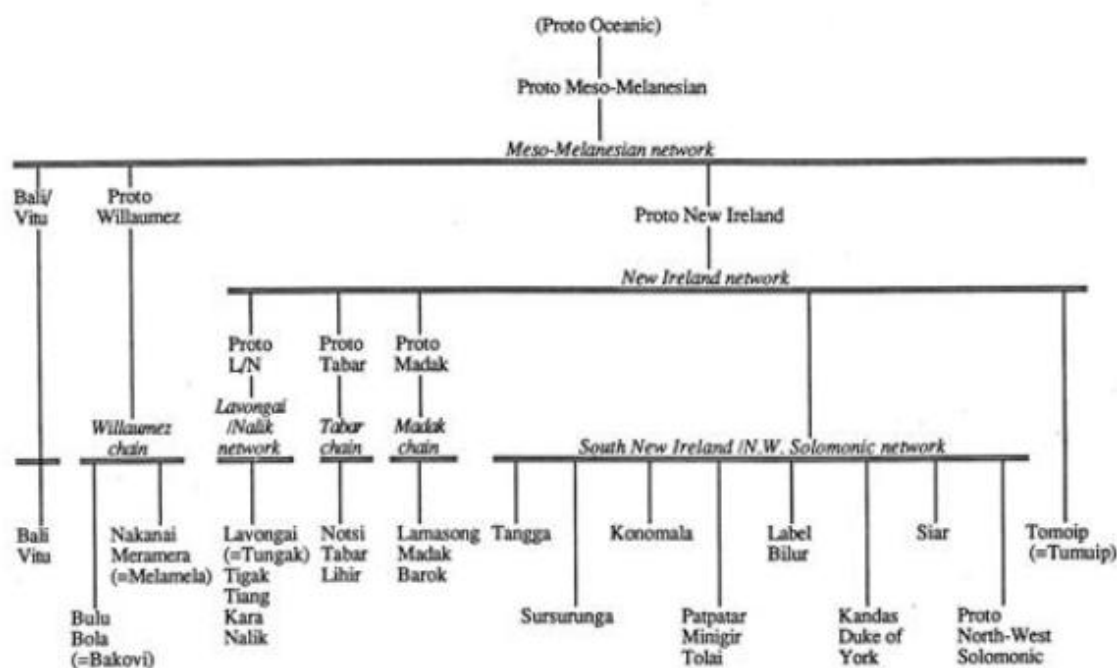 (Proto Oceanic)
Proto Meso-Melanesian
Meso-Melanesian network
Bali/
Vitu
Proto
Willaumez
Proto New Ireland
New Ireland network
Proto
L/N
Proto
Tabar
Proto
Madak
Willaumez
chain
Lavongai
/Nalik
network
Tabar
chain
Madak
chain
South New Ireland /N.W. Solomonic network
Bali
Vitu
Bulu
Bola
(=Bakovi)
Nakanai
Meramera
(=Melamela)
Lavongai
(=Tungak)
Tigak
Tiang
Kara
Nalik
Notsi
Tabar
Lihir
Lamasong
Madak
Barok
Tangga
Sursurunga
Konomala
Patpatar
Minigir
Tolai
Label
Bilur
Kandas
Duke of
York
Siar
Proto
North-West
Solomonic
Tomoip
(=Tumuip)